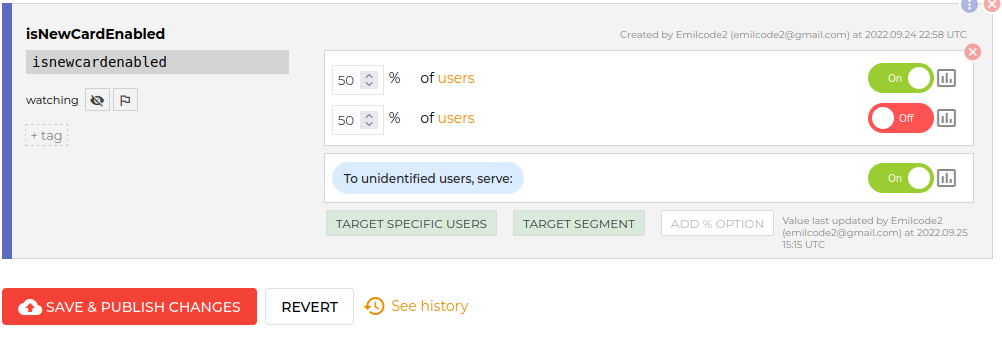 isNewCardEnabled
Created by Emilcode2 (emilcode2@gmail.com) at 2022.09.24 22:58 UTC
isnewcardenabled
50 % of users On
watching
50 % of users Off
+ tag
To unidentified users, serve: On
TARGET SPECIFIC USERS TARGET SEGMENT ADD % OPTION
Value last updated by Emilcode2
(emilcode2@gmail.com) at 2022.09.25
15:15 UTC
SAVE & PUBLISH CHANGES REVERT See history